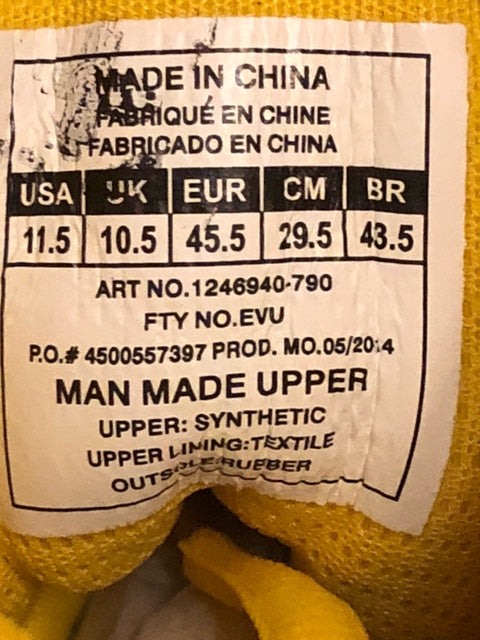 MADE IN CHINA
FABRIQUÉ EN CHINE
FABRICADO EN CHINA
USA UK EUR CM BR
11.5 10.5 45.5 29.5 43.5
ART NO.1246940-790
FTY NO.EVU
P.O.# 4500557397 PROD. MO.05/2014
MAN MADE UPPER
UPPER: SYNTHETIC
UPPER LINING:TEXTILE
OUTSOLE:RUBBER